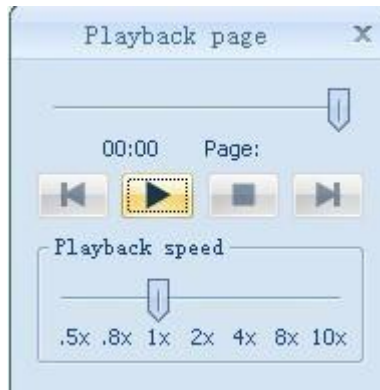 Playback page
00:00 Page:
Playback speed
.5x .8x 1x 2x 4x 8x 10x